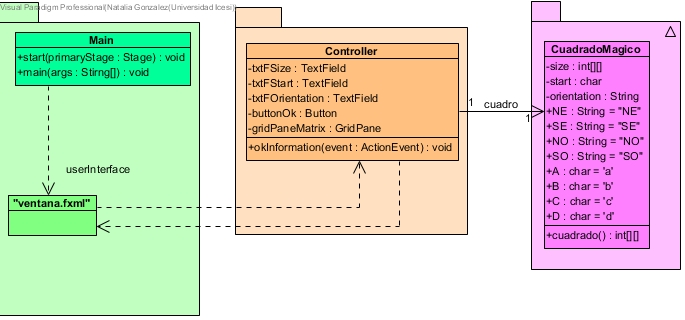 Visual Paradigm Professional(Natalia Gonzalez(Universidad Icesi))
Main
+start(primaryStage : Stage) : void
+main(args : Stirng[]) : void
userInterface
"ventana.fxml"
Controller
-txtFSize : TextField
-txtFStart : TextField
-txtFOrientation : TextField
-buttonOk : Button
-gridPaneMatrix : GridPane
+okInformation(event : ActionEvent) : void
1
cuadro
1
CuadradoMagico
-size : int[][]
-start : char
-orientation : String
+NE : String = "NE"
+SE : String = "SE"
+NO : String = "NO"
+SO : String = "SO"
+A : char = 'a'
+B : char = 'b'
+C : char = 'c'
+D : char = 'd'
+cuadrado() : int[][]